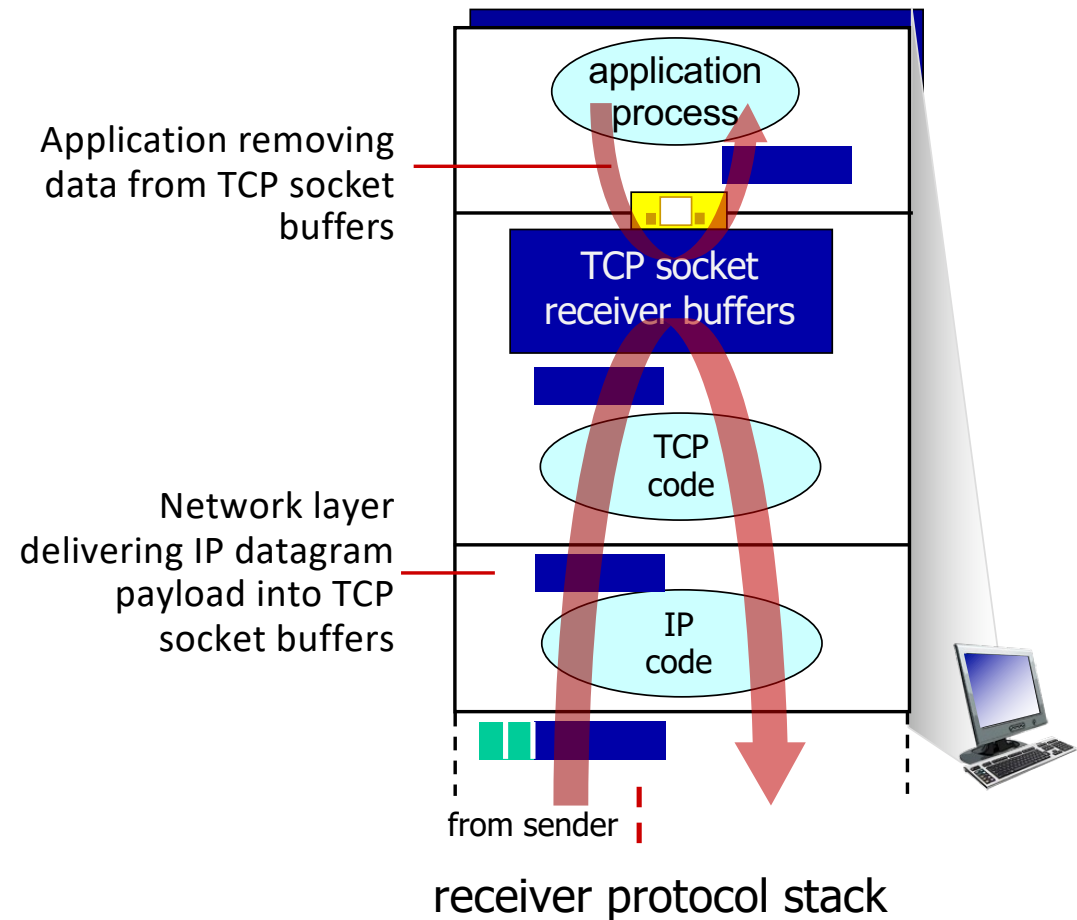 application
process
Application removing
data from TCP socket
buffers
TCP socket
receiver buffers
TCP
code
Network layer
delivering IP datagram
payload into TCP
socket buffers
IP
code
from sender
receiver protocol stack